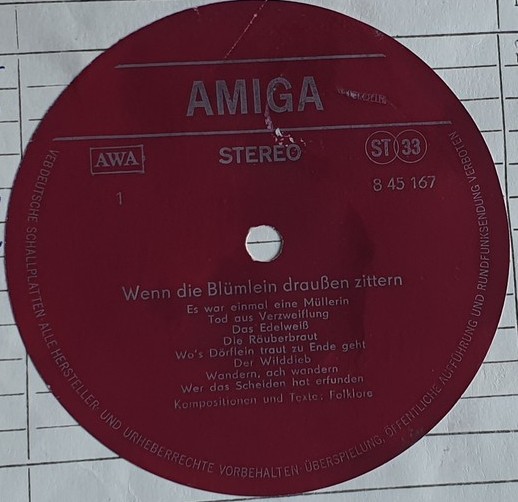 AMIGA
AWA
STEREO
ST 33
1
8 45 167
Wenn die Blümlein draußen zittern
Es war einmal eine Müllerin
Tod aus Verzweiflung
Das Edelweiß
Die Räuberbraut
Wo's Dörflein traut zu Ende geht
Der Wilddieb
Wandern, ach wandern
Wer das Scheiden hat erfunden
Kompositionen und Texte: Folklore
VEB DEUTSCHE SCHALLPLATTEN ALLE HERSTELLER- UND URHEBERRECHTE VORBEHALTEN· ÜBERSPIELUNG, ÖFFENTLICHE AUFFÜHRUNG UND RUNDFUNKSENDUNG VERBOTEN